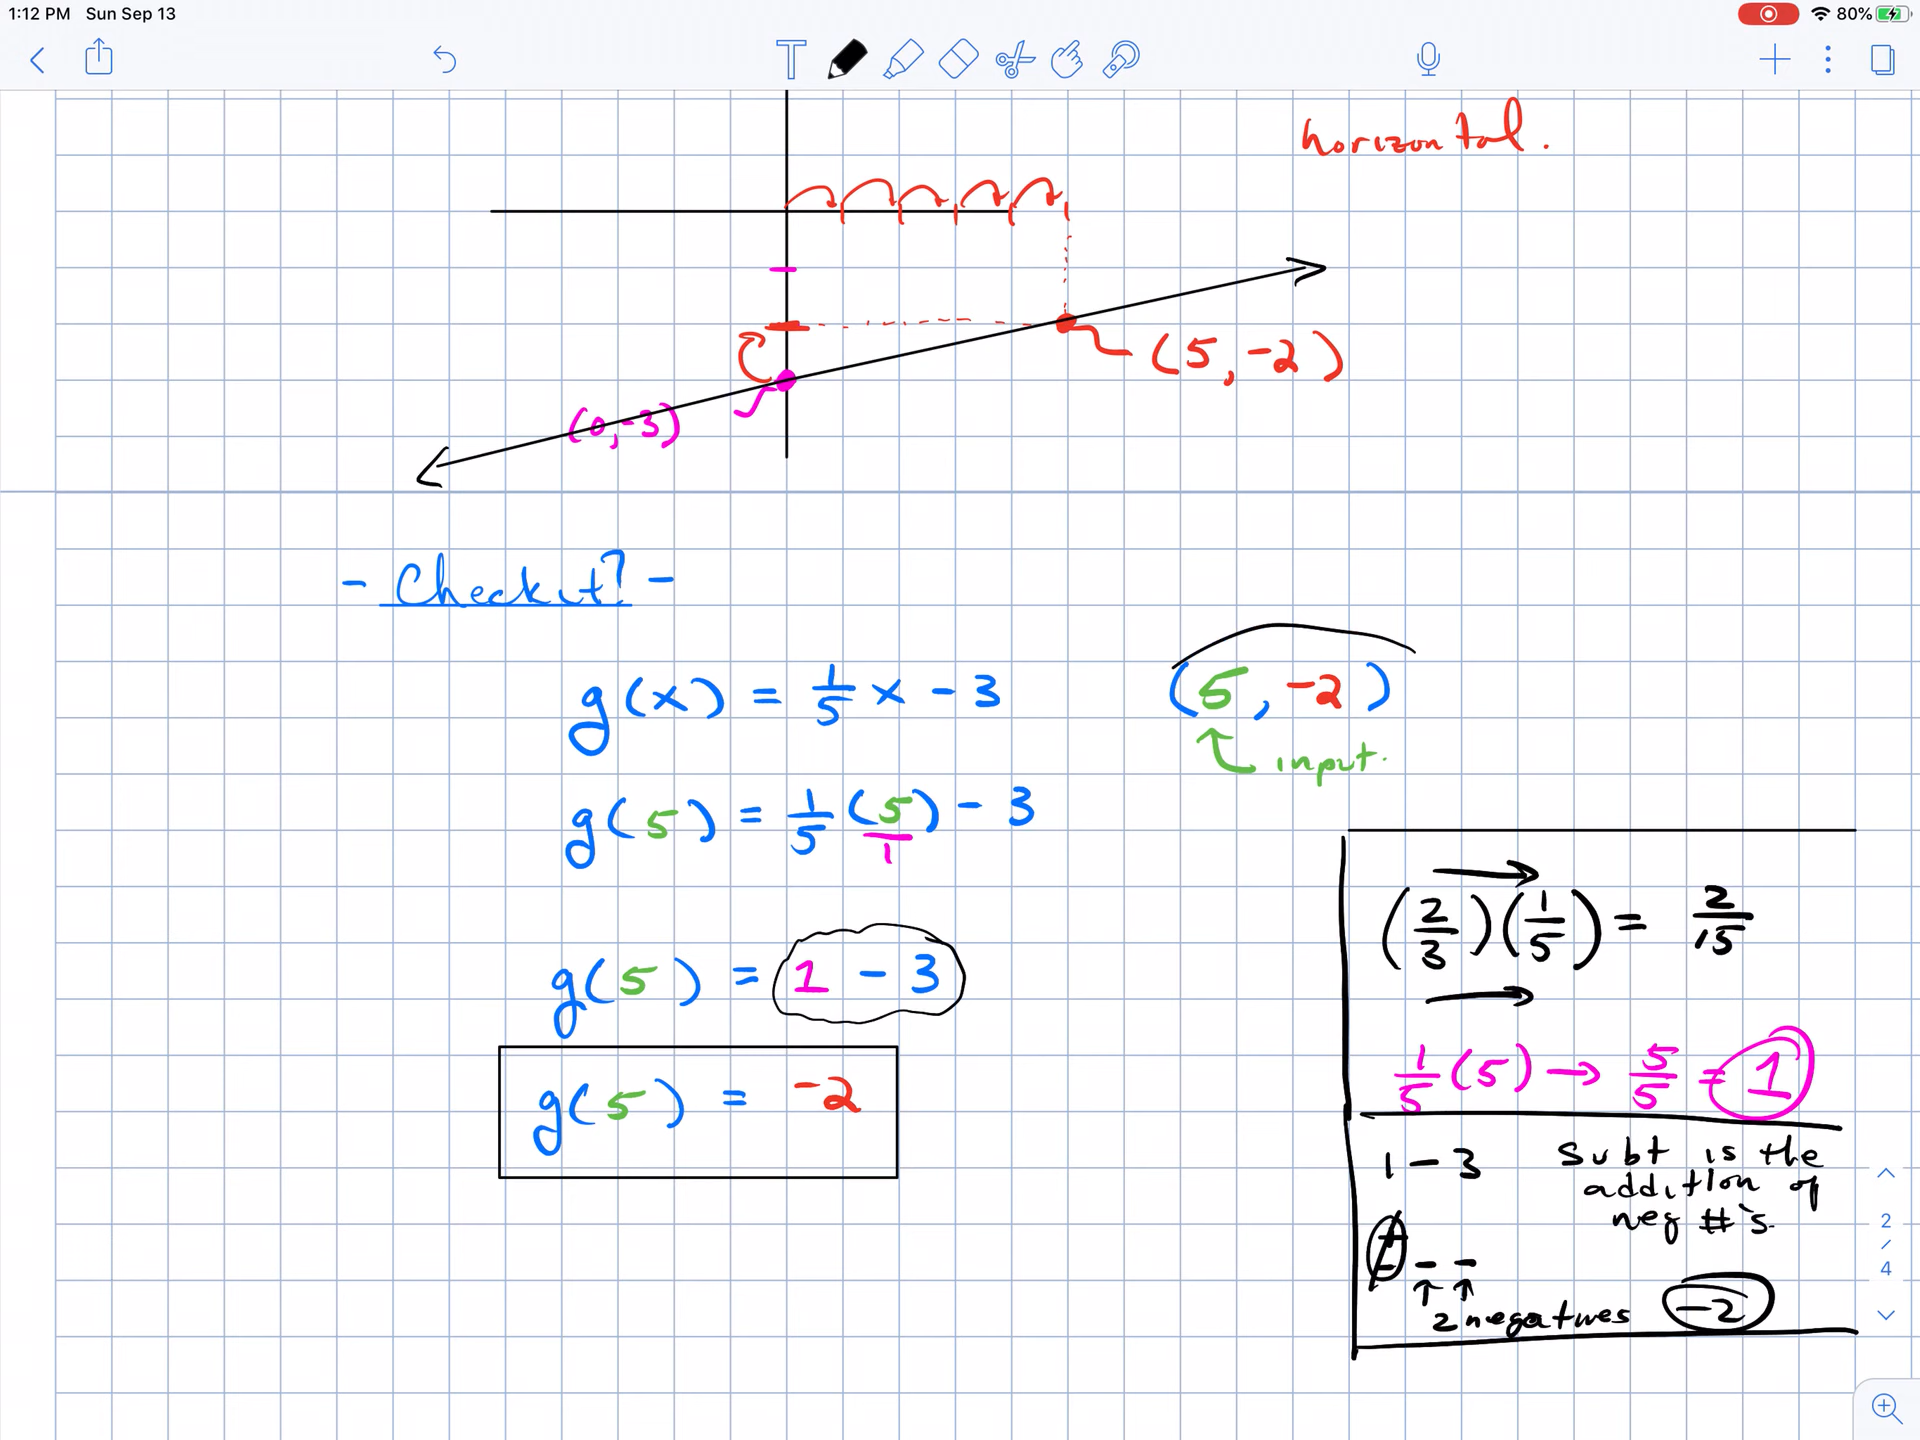 1:12 PM Sun Sep 13
80%
horizontal.
(5, -2)
(0, -3)
- Check it? -
g(x) = 1/5 x - 3
(5, -2)
input.
g(5) = 1/5 (5)/1 - 3
g(5) = 1 - 3
g(5) = -2
(2/3)(1/5) = 2/15
1/5 (5) → 5/5 = 1
1 - 3
Subt is the
addition of
neg #'s.
+
- - -
2 negatives -2
2
/
4